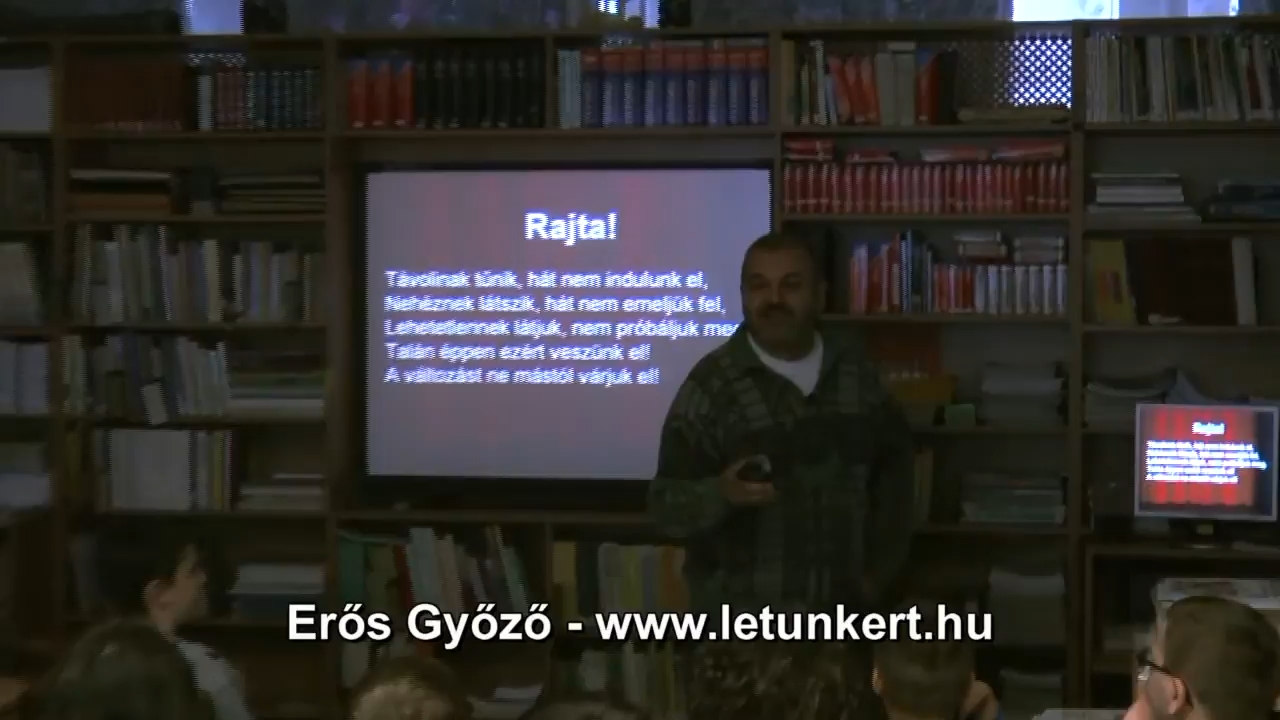 Rajta!
Távolinak tűnik, hát nem indulunk el,
Nehéznek látszik, hát nem emeljük fel,
Lehetetlennek látjuk, nem próbáljuk meg
Talán éppen ezért veszünk el!
A változást ne mástól várjuk el!
Rajta!
Erős Győző - www.letunkert.hu